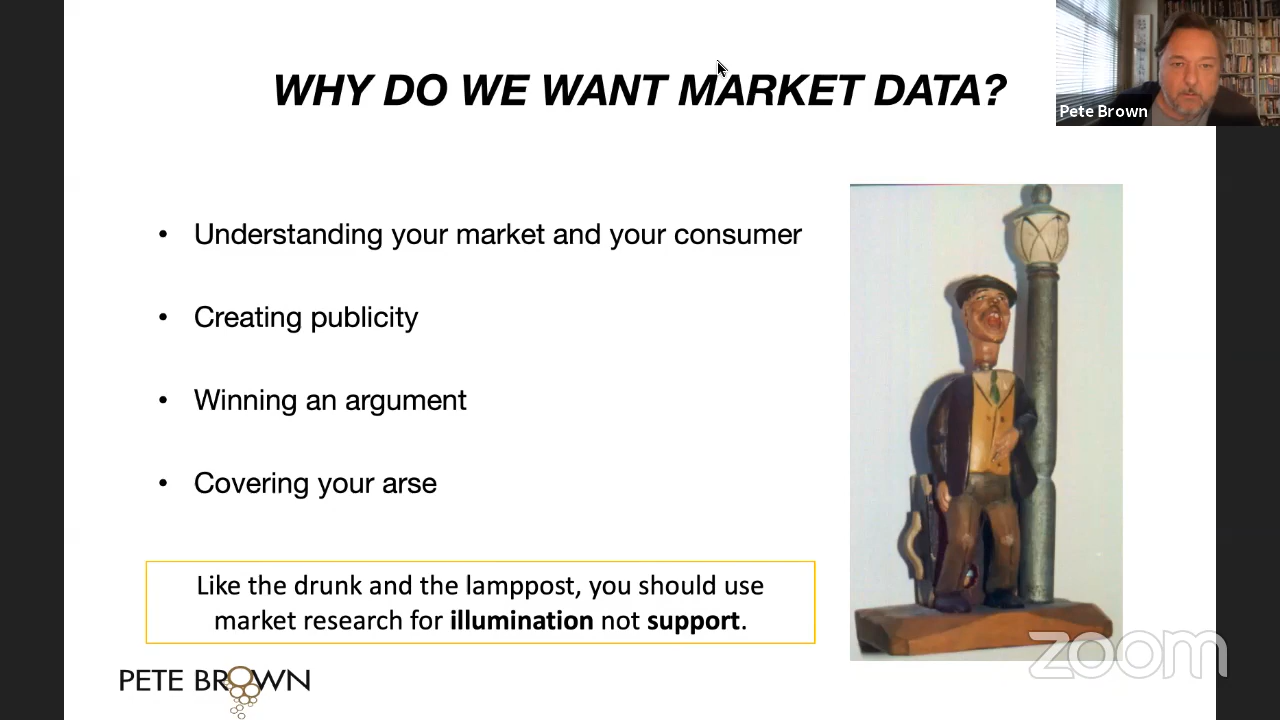 WHY DO WE WANT MARKET DATA?
Pete Brown
• Understanding your market and your consumer
• Creating publicity
• Winning an argument
• Covering your arse
Like the drunk and the lamppost, you should use
market research for illumination not support.
PETE BROWN
zoom